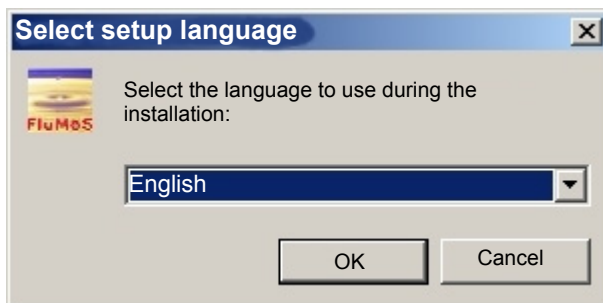 Select setup language
Select the language to use during the
installation:
FluMoS
English
OK
Cancel